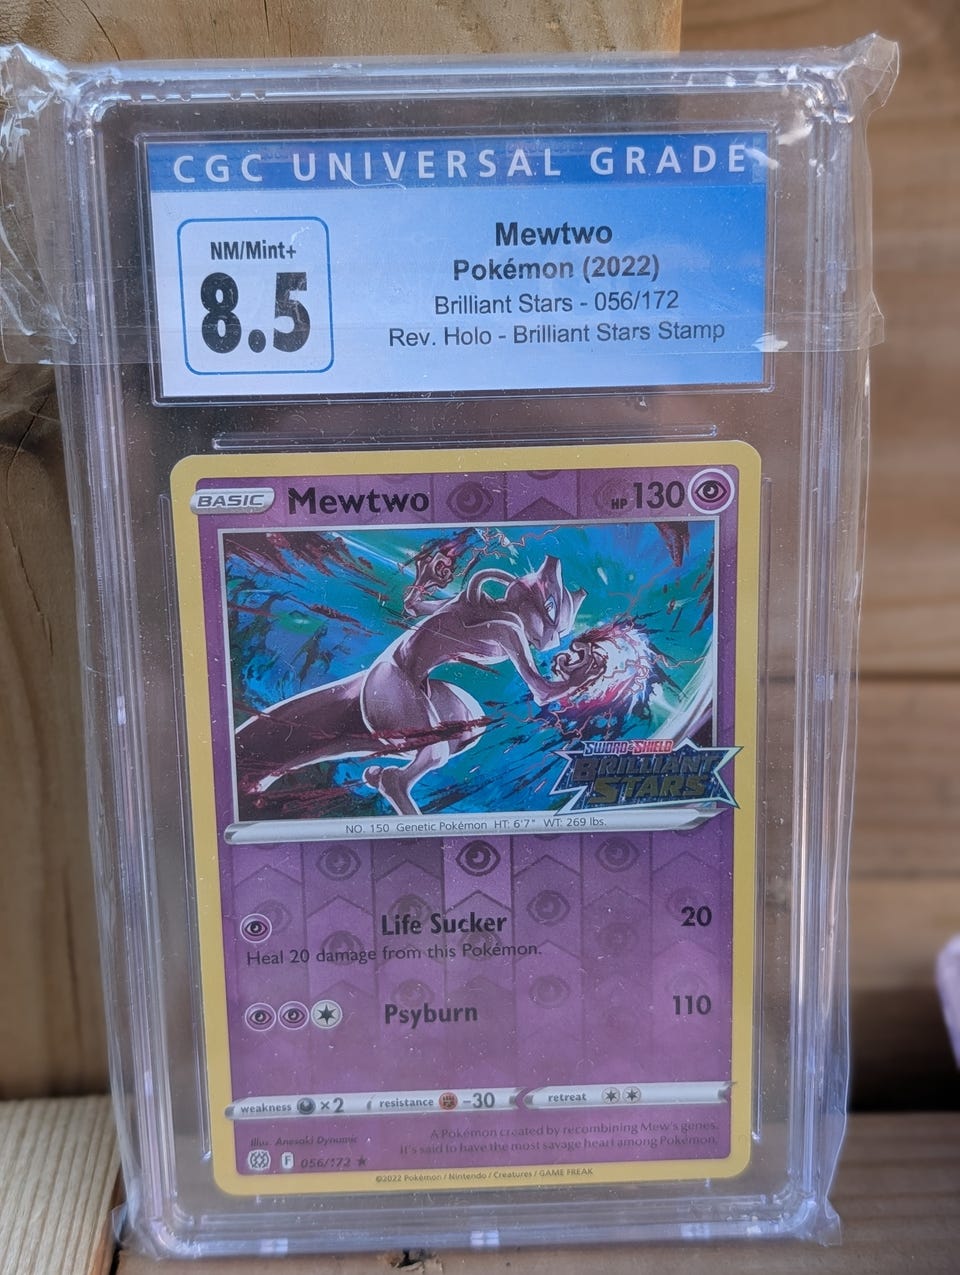 CGC UNIVERSAL GRADE
NM/Mint+
8.5
Mewtwo
Pokémon (2022)
Brilliant Stars - 056/172
Rev. Holo - Brilliant Stars Stamp
BASIC Mewtwo HP 130
SWORD & SHIELD
BRILLIANT
STARS
NO. 150 Genetic Pokémon HT: 6'7" WT: 269 lbs.
Life Sucker 20
Heal 20 damage from this Pokémon.
Psyburn 110
weakness ×2 resistance -30 retreat
Illus. Anesaki Dynamic
A Pokémon created by recombining Mew's genes.
It's said to have the most savage heart among Pokémon.
F 056/172 ★
©2022 Pokémon / Nintendo / Creatures / GAME FREAK